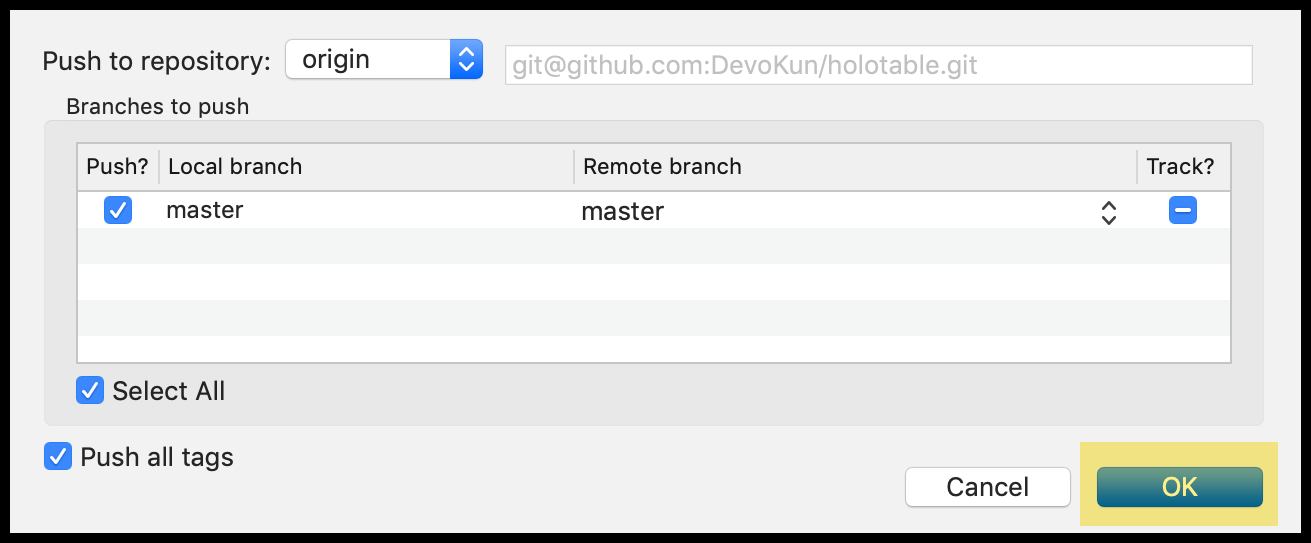 Push to repository: origin git@github.com:DevoKun/holotable.git
Branches to push
Push? Local branch Remote branch Track?
master master
Select All
Push all tags
Cancel OK